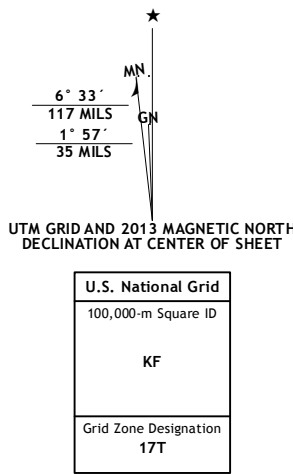 ★
MN
6° 33´
117 MILS
GN
1° 57´
35 MILS
UTM GRID AND 2013 MAGNETIC NORTH
DECLINATION AT CENTER OF SHEET
U.S. National Grid
100,000-m Square ID
KF
Grid Zone Designation
17T